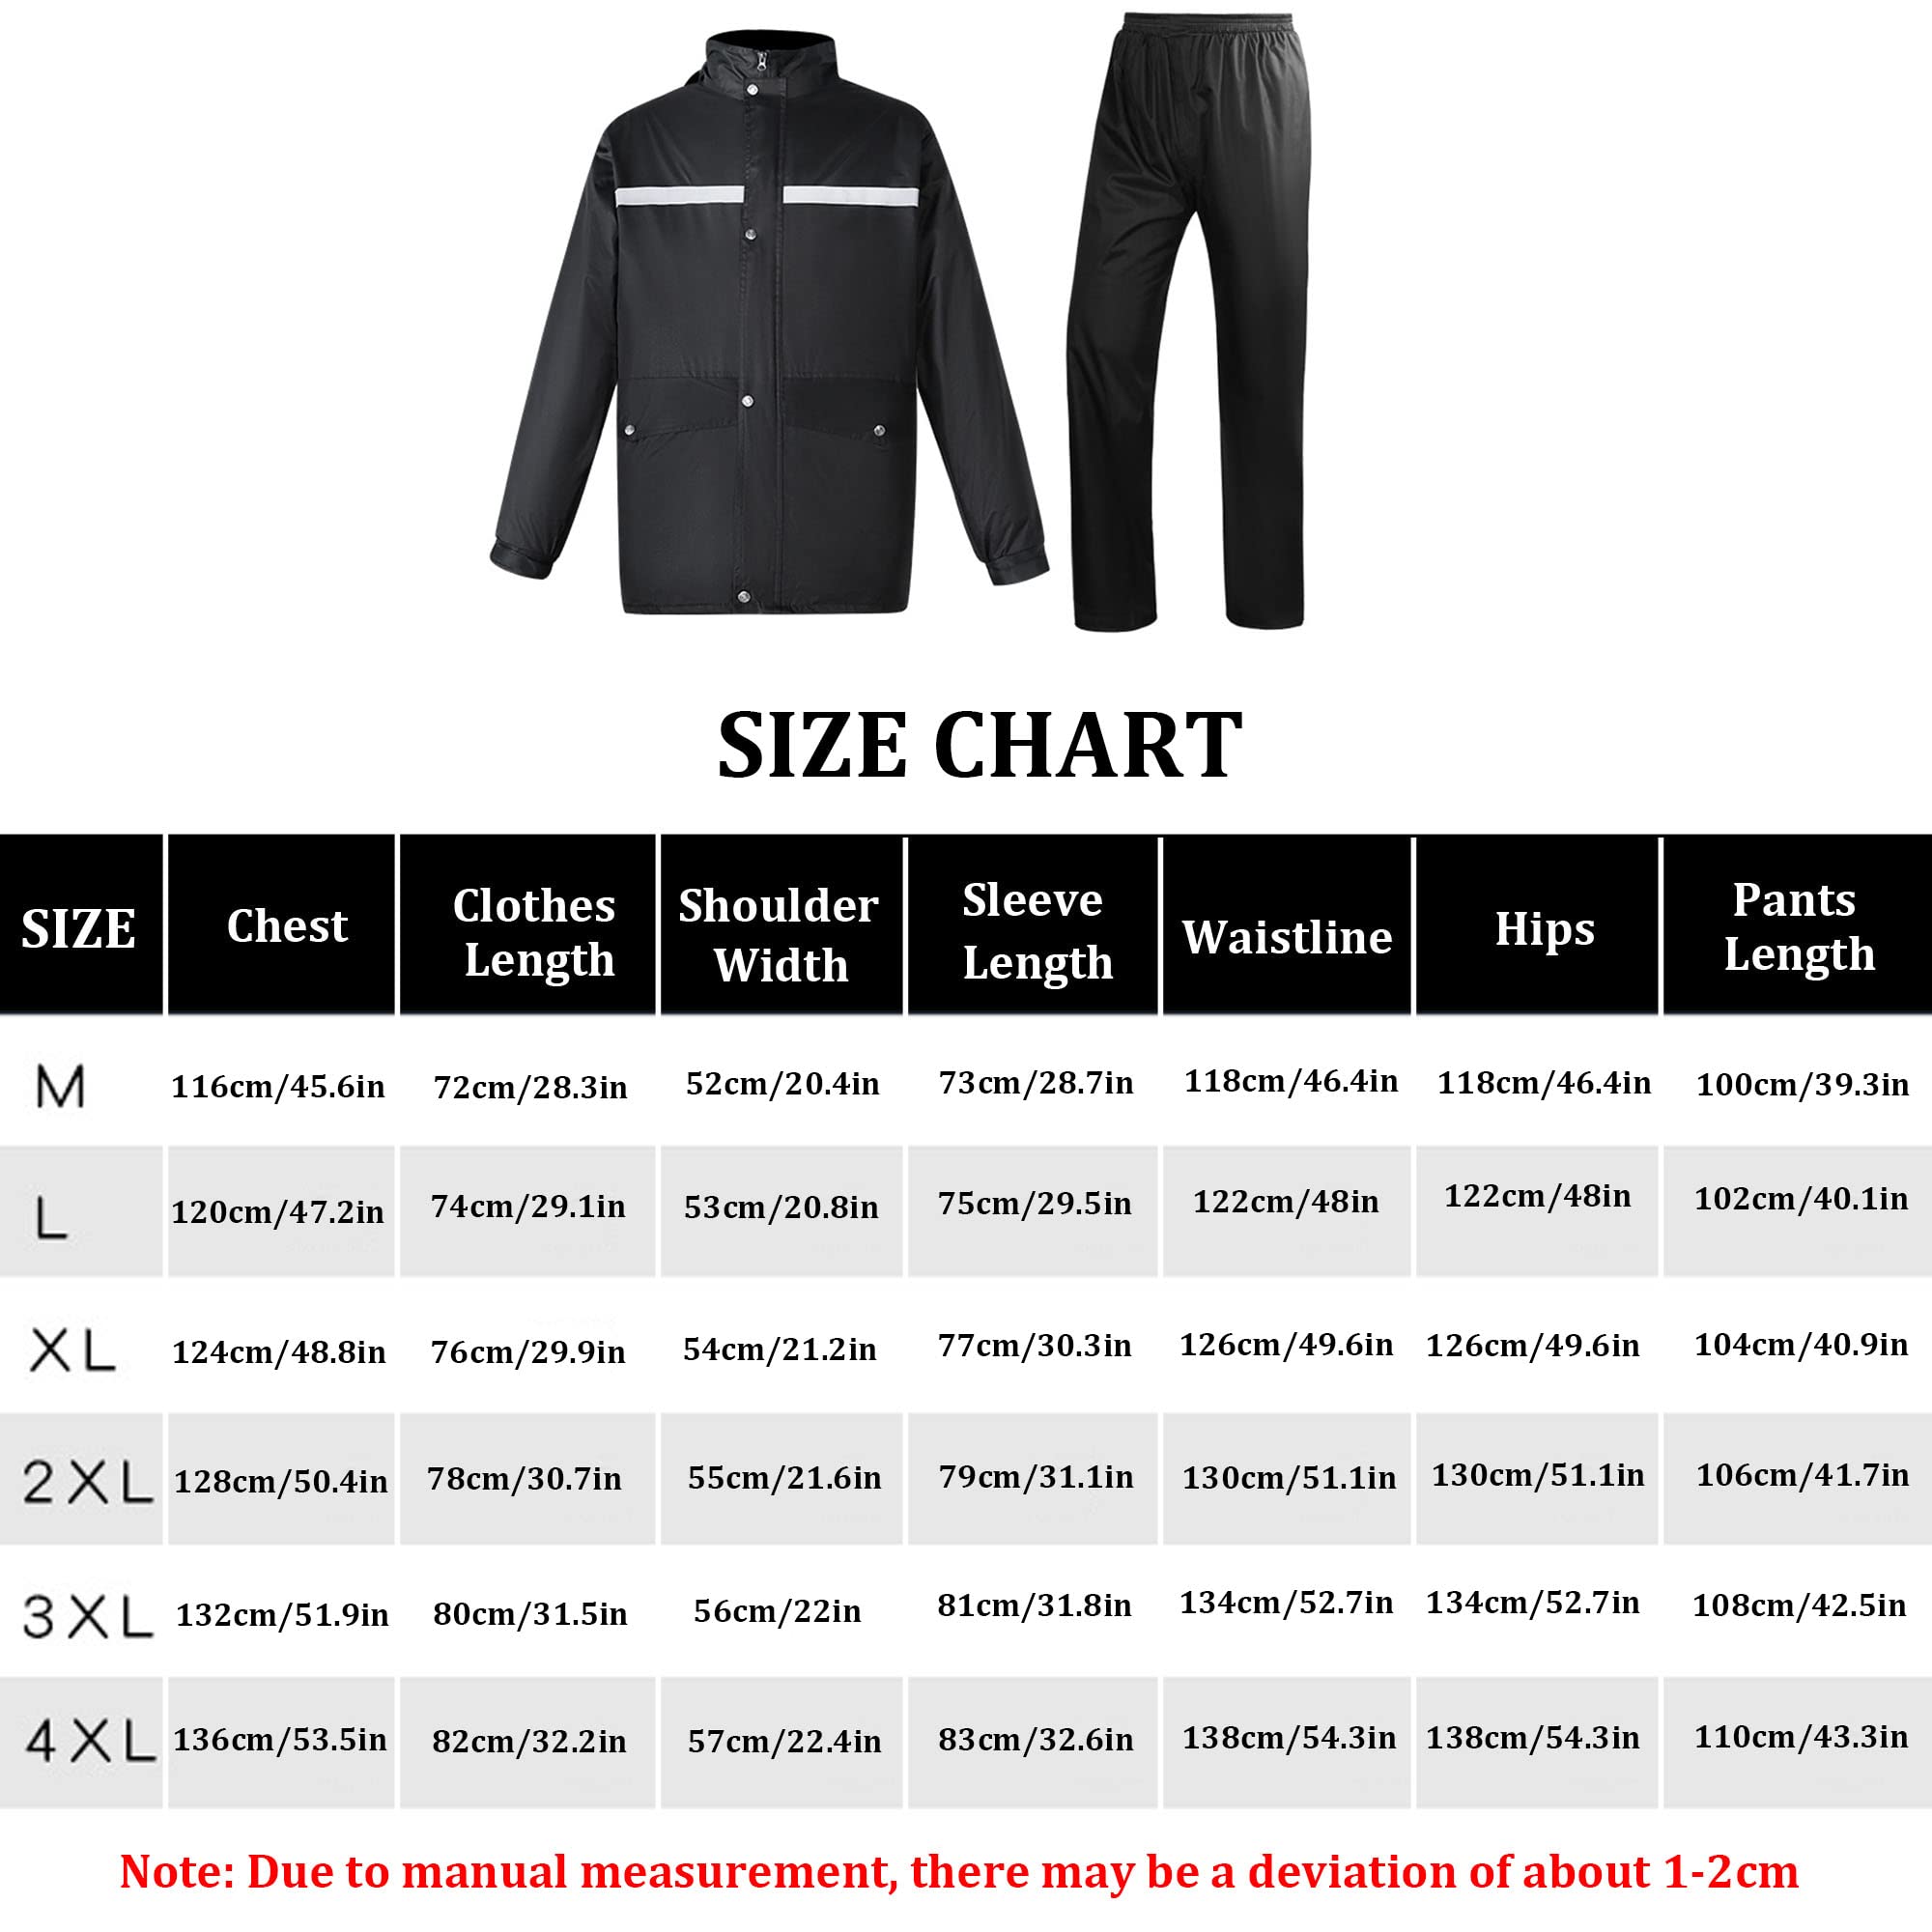 SIZE CHART
SIZE Chest Clothes Length Shoulder Width Sleeve Length Waistline Hips Pants Length
M 116cm/45.6in 72cm/28.3in 52cm/20.4in 73cm/28.7in 118cm/46.4in 118cm/46.4in 100cm/39.3in
L 120cm/47.2in 74cm/29.1in 53cm/20.8in 75cm/29.5in 122cm/48in 122cm/48in 102cm/40.1in
XL 124cm/48.8in 76cm/29.9in 54cm/21.2in 77cm/30.3in 126cm/49.6in 126cm/49.6in 104cm/40.9in
2XL 128cm/50.4in 78cm/30.7in 55cm/21.6in 79cm/31.1in 130cm/51.1in 130cm/51.1in 106cm/41.7in
3XL 132cm/51.9in 80cm/31.5in 56cm/22in 81cm/31.8in 134cm/52.7in 134cm/52.7in 108cm/42.5in
4XL 136cm/53.5in 82cm/32.2in 57cm/22.4in 83cm/32.6in 138cm/54.3in 138cm/54.3in 110cm/43.3in
Note: Due to manual measurement, there may be a deviation of about 1-2cm